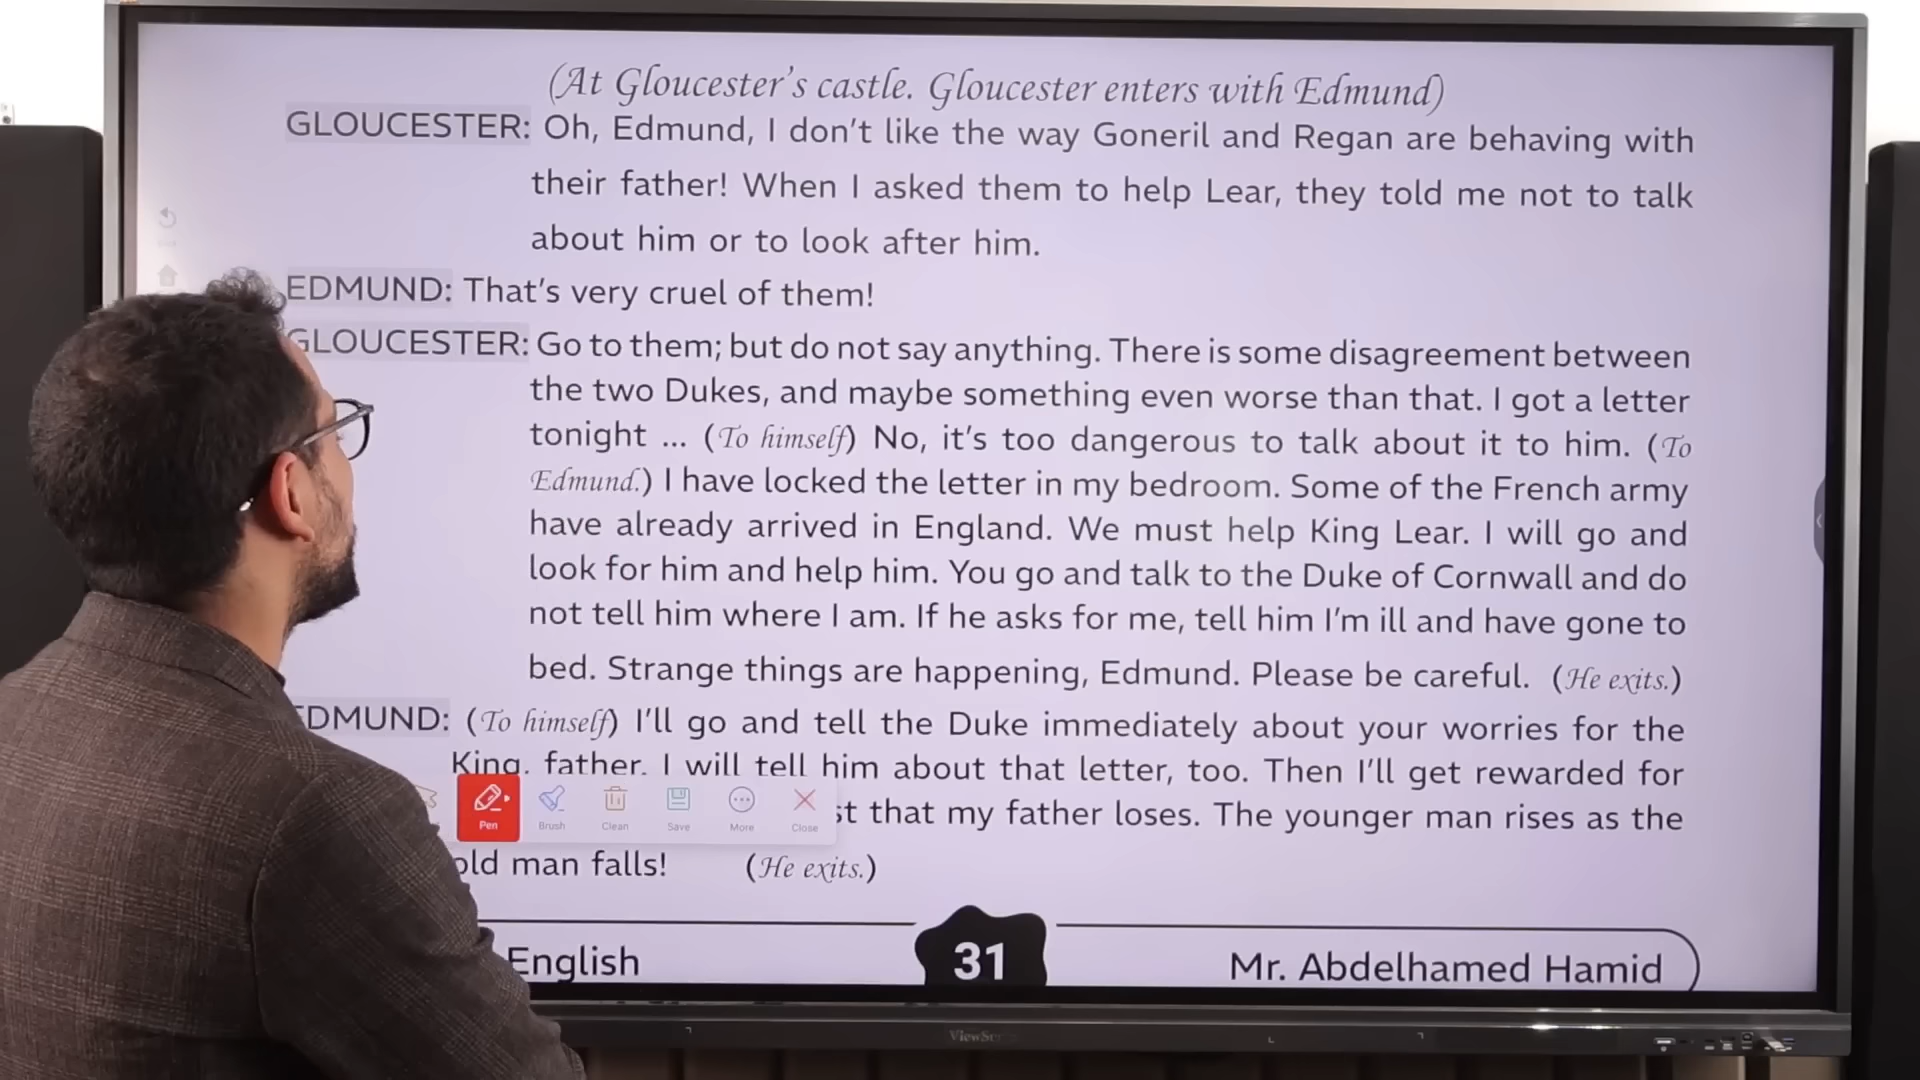 (At Gloucester's castle. Gloucester enters with Edmund)
GLOUCESTER: Oh, Edmund, I don't like the way Goneril and Regan are behaving with
their father! When I asked them to help Lear, they told me not to talk
about him or to look after him.
EDMUND: That's very cruel of them!
GLOUCESTER: Go to them; but do not say anything. There is some disagreement between
the two Dukes, and maybe something even worse than that. I got a letter
tonight ... (To himself) No, it's too dangerous to talk about it to him. (To
Edmund.) I have locked the letter in my bedroom. Some of the French army
have already arrived in England. We must help King Lear. I will go and
look for him and help him. You go and talk to the Duke of Cornwall and do
not tell him where I am. If he asks for me, tell him I'm ill and have gone to
bed. Strange things are happening, Edmund. Please be careful. (He exits.)
EDMUND: (To himself) I'll go and tell the Duke immediately about your worries for the
King, father. I will tell him about that letter, too. Then I'll get rewarded for
that my father loses. The younger man rises as the
old man falls! (He exits.)
Pen Brush Clean Save More Close
English 31 Mr. Abdelhamed Hamid